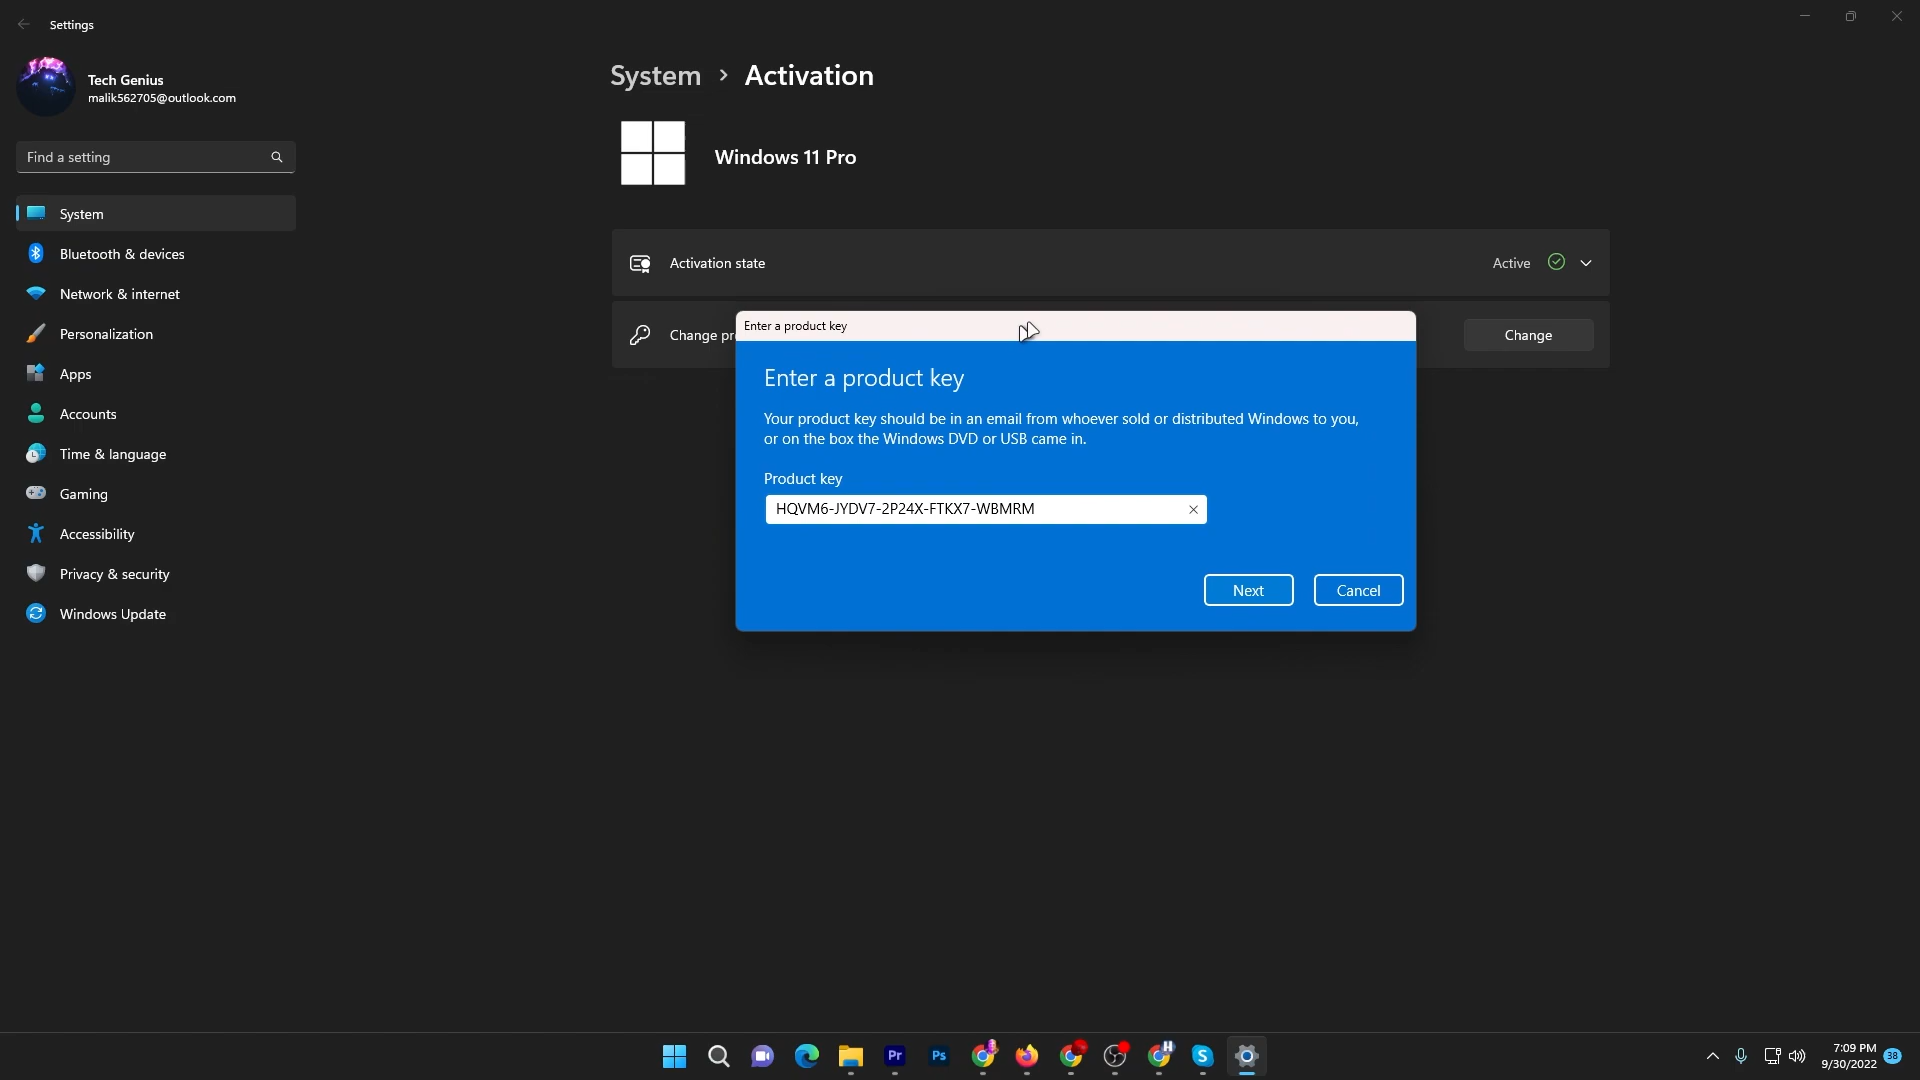 Settings
Tech Genius
malik562705@outlook.com
Find a setting
System
Bluetooth & devices
Network & internet
Personalization
Apps
Accounts
Time & language
Gaming
Accessibility
Privacy & security
Windows Update
System > Activation
Windows 11 Pro
Activation state
Active
Change pr
Change
Enter a product key
Enter a product key
Your product key should be in an email from whoever sold or distributed Windows to you,
or on the box the Windows DVD or USB came in.
Product key
HQVM6-JYDV7-2P24X-FTKX7-WBMRM
Next
Cancel
Pr
Ps
H
S
7:09 PM
9/30/2022
38